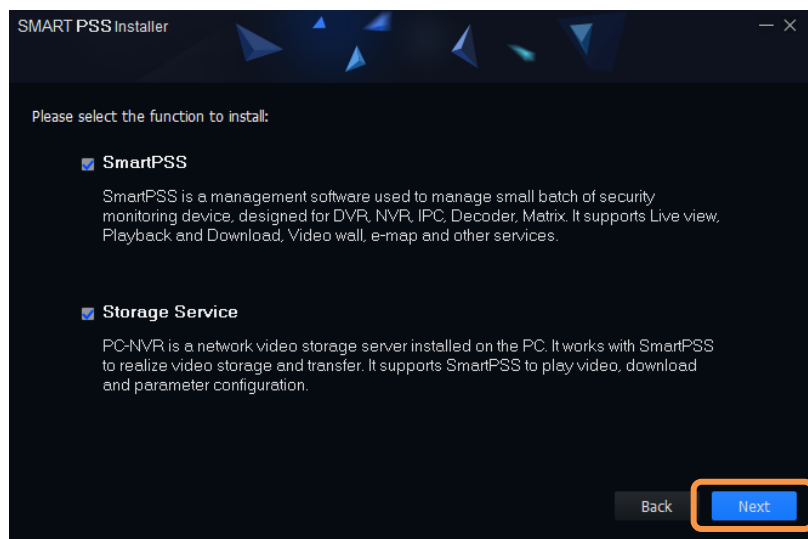 SMART PSS Installer
Please select the function to install:
SmartPSS
SmartPSS is a management software used to manage small batch of security
monitoring device, designed for DVR, NVR, IPC, Decoder, Matrix. It supports Live view,
Playback and Download, Video wall, e-map and other services.
Storage Service
PC-NVR is a network video storage server installed on the PC. It works with SmartPSS
to realize video storage and transfer. It supports SmartPSS to play video, download
and parameter configuration.
Back Next